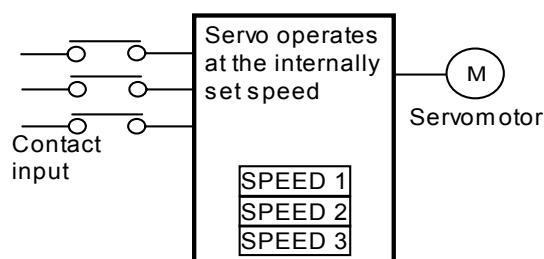 Servo operates
at the internally
set speed
M
Servomotor
Contact
input
SPEED 1
SPEED 2
SPEED 3